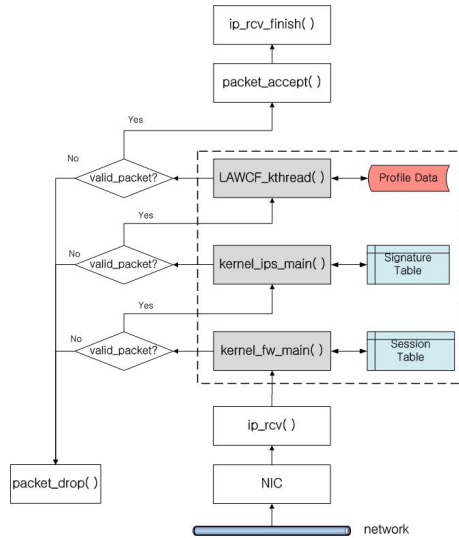 ip_rcv_finish( )
packet_accept( )
Yes
No
valid_packet?
LAWCF_kthread( )
Profile Data
Yes
No
valid_packet?
kernel_ips_main( )
Signature
Table
Yes
No
valid_packet?
kernel_fw_main( )
Session
Table
ip_rcv( )
packet_drop( )
NIC
network